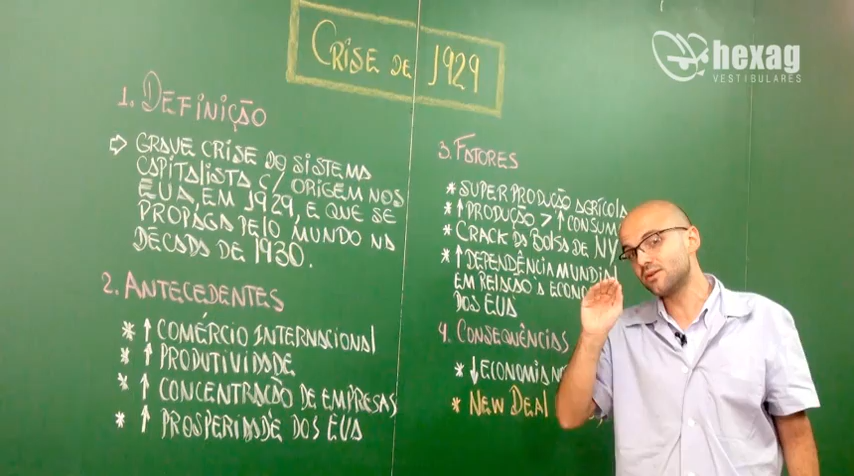 CRISE DE 1929
hexag
VESTIBULARES
1. DEFINIÇÃO
⇨ GRAVE CRISE DO SISTEMA
CAPITALISTA C/ ORIGEM NOS
EUA, EM 1929, E QUE SE
PROPAGA PELO MUNDO NA
DÉCADA DE 1930.
2. ANTECEDENTES
* ↑ COMÉRCIO INTERNACIONAL
* ↑ PRODUTIVIDADE
* ↑ CONCENTRAÇÃO DE EMPRESAS
* ↑ PROSPERIDADE DOS EUA
3. FATORES
* SUPER PRODUÇÃO AGRÍCOLA
* ↑ PRODUÇÃO > ↑ CONSUM
* CRACK DA BOLSA DE NY
* ↑ DEPENDÊNCIA MUNDIAL
EM RELAÇÃO A ECONO
DOS EUA
4. CONSEQUÊNCIAS
* ↓ ECONOMIA
* NEW DEAL